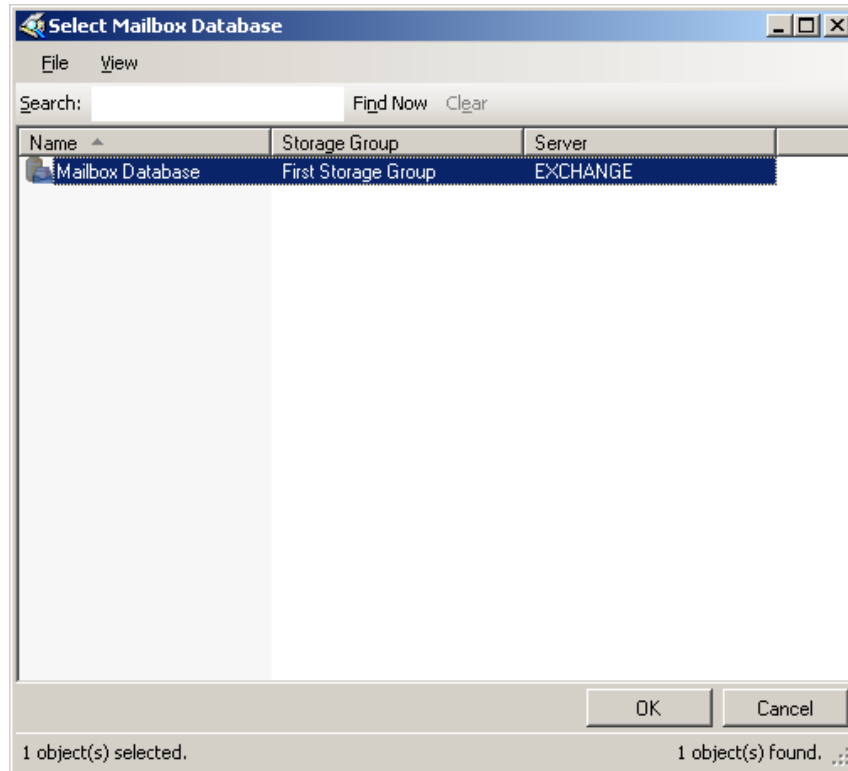 Select Mailbox Database
File View
Search: Find Now Clear
Name Storage Group Server
Mailbox Database First Storage Group EXCHANGE
OK Cancel
1 object(s) selected. 1 object(s) found.